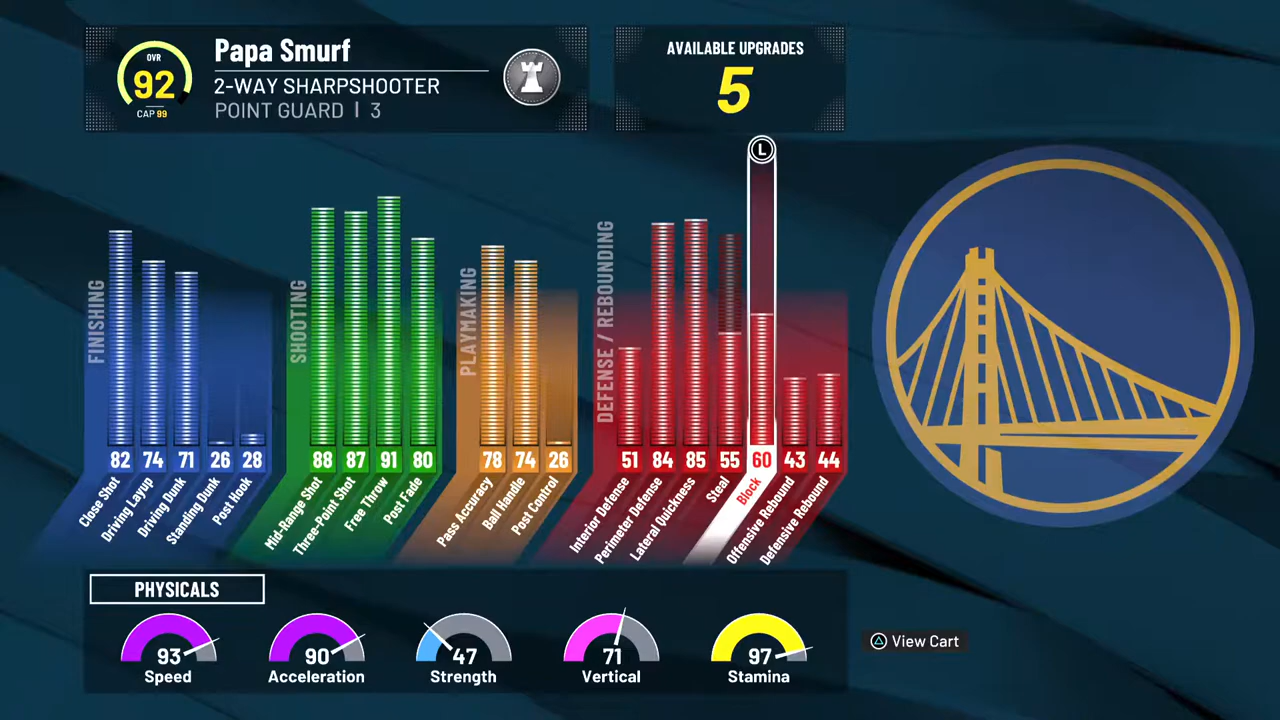 OVR
92
CAP 99
Papa Smurf
2-WAY SHARPSHOOTER
POINT GUARD | 3
AVAILABLE UPGRADES
5
L
FINISHING
82 74 71 26 28
Close Shot
Driving Layup
Driving Dunk
Standing Dunk
Post Hook
SHOOTING
88 87 91 80
Mid-Range Shot
Three-Point Shot
Free Throw
Post Fade
PLAYMAKING
78 74 26
Pass Accuracy
Ball Handle
Post Control
DEFENSE / REBOUNDING
51 84 85 55 60 43 44
Interior Defense
Perimeter Defense
Lateral Quickness
Steal
Block
Offensive Rebound
Defensive Rebound
PHYSICALS
93
Speed
90
Acceleration
47
Strength
71
Vertical
97
Stamina
View Cart